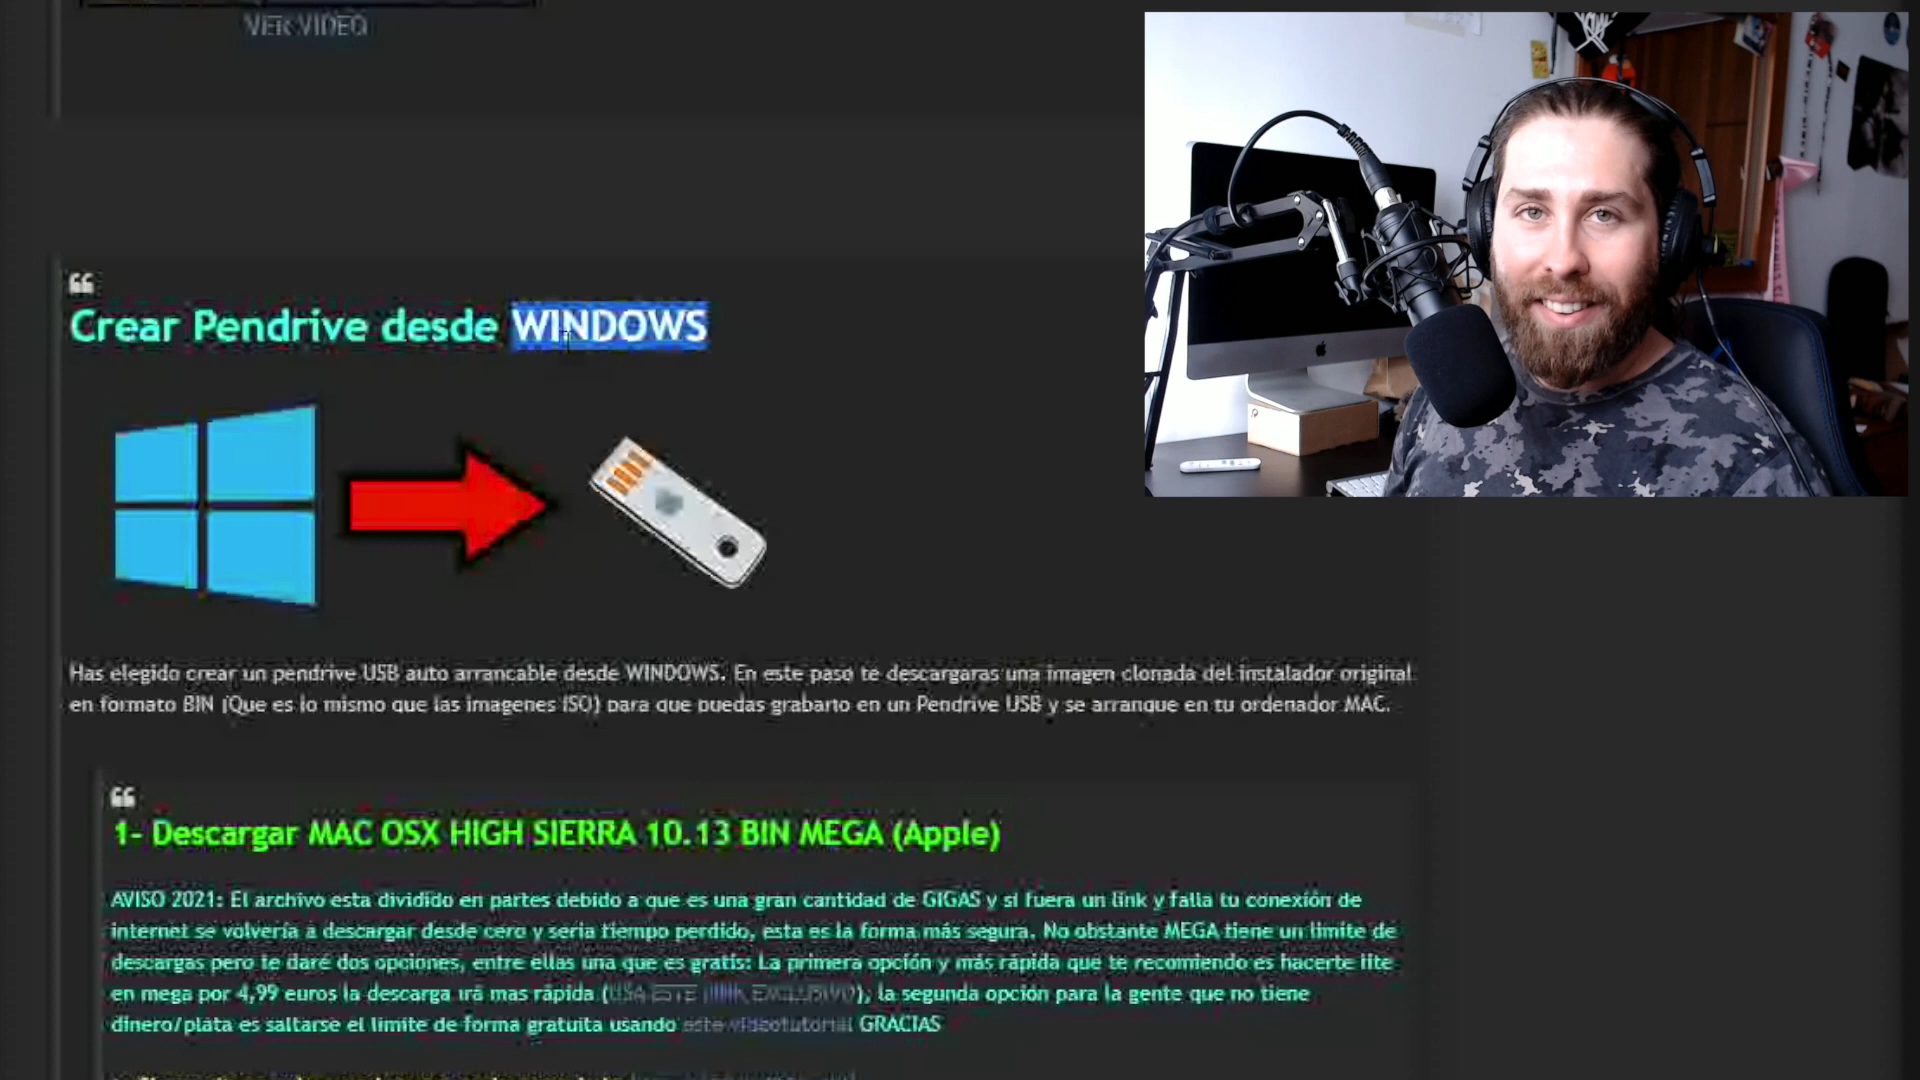 VER VIDEO
Crear Pendrive desde WINDOWS
Has elegido crear un pendrive USB auto arrancable desde WINDOWS. En este paso te descargaras una imagen clonada del instalador original
en formato BIN (Que es lo mismo que las imagenes ISO) para que puedas grabarlo en un Pendrive USB y se arranque en tu ordenador MAC.
1- Descargar MAC OSX HIGH SIERRA 10.13 BIN MEGA (Apple)
AVISO 2021: El archivo esta dividido en partes debido a que es una gran cantidad de GIGAS y si fuera un link y falla tu conexión de
internet se volvería a descargar desde cero y seria tiempo perdido, esta es la forma más segura. No obstante MEGA tiene un limite de
descargas pero te daré dos opciones, entre ellas una que es gratis: La primera opción y más rápida que te recomiendo es hacerte lite
en mega por 4,99 euros la descarga irá mas rápida (USA ESTE LINK EXCLUSIVO), la segunda opción para la gente que no tiene
dinero/plata es saltarse el limite de forma gratuita usando este videotutorial GRACIAS